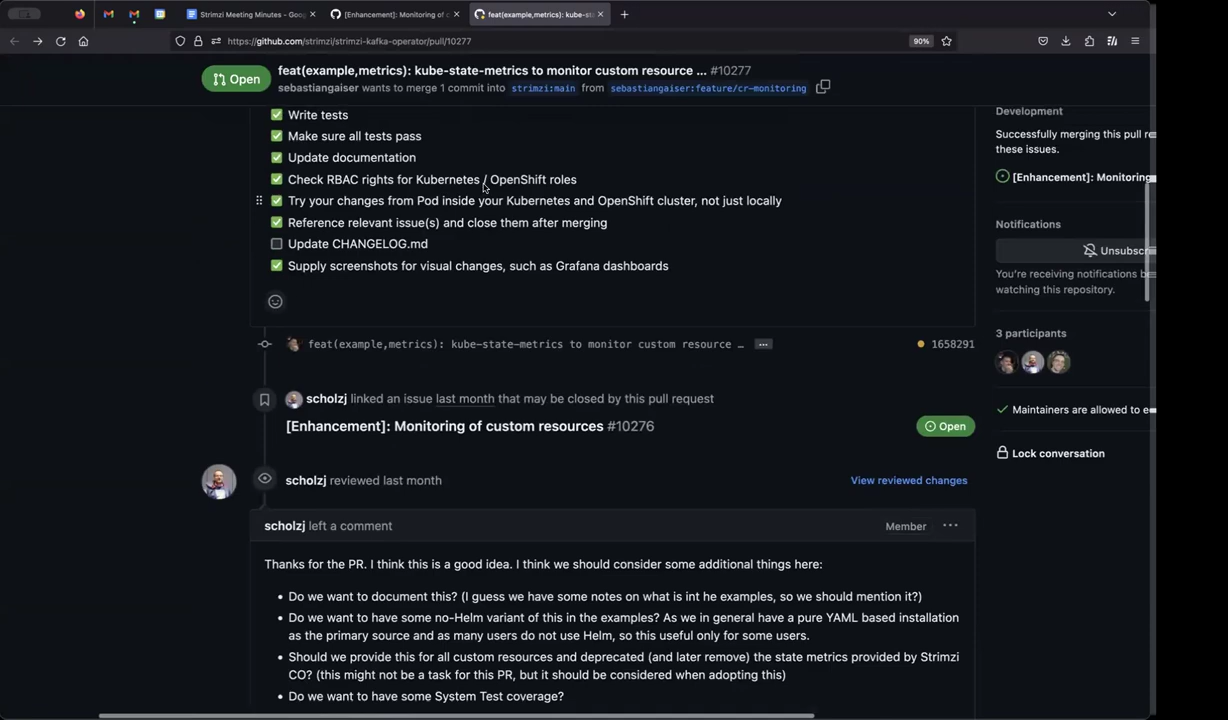 Strimzi Meeting Minutes - Goo
[Enhancement]: Monitoring of c
feat(example,metrics): kube-st
https://github.com/strimzi/strimzi-kafka-operator/pull/10277
90%
Open
feat(example,metrics): kube-state-metrics to monitor custom resource ... #10277
sebastiangaiser wants to merge 1 commit into strimzi:main from sebastiangaiser:feature/cr-monitoring
Write tests
Make sure all tests pass
Update documentation
Check RBAC rights for Kubernetes / OpenShift roles
Try your changes from Pod inside your Kubernetes and OpenShift cluster, not just locally
Reference relevant issue(s) and close them after merging
Update CHANGELOG.md
Supply screenshots for visual changes, such as Grafana dashboards
feat(example,metrics): kube-state-metrics to monitor custom resource …
1658291
scholzj linked an issue last month that may be closed by this pull request
[Enhancement]: Monitoring of custom resources #10276
Open
scholzj reviewed last month
View reviewed changes
scholzj left a comment
Member
Thanks for the PR. I think this is a good idea. I think we should consider some additional things here:
• Do we want to document this? (I guess we have some notes on what is int he examples, so we should mention it?)
• Do we want to have some no-Helm variant of this in the examples? As we in general have a pure YAML based installation
as the primary source and as many users do not use Helm, so this useful only for some users.
• Should we provide this for all custom resources and deprecated (and later remove) the state metrics provided by Strimzi
CO? (this might not be a task for this PR, but it should be considered when adopting this)
• Do we want to have some System Test coverage?
Development
Successfully merging this pull re
these issues.
[Enhancement]: Monitoring
Notifications
Unsubsc
You're receiving notifications b
watching this repository.
3 participants
Maintainers are allowed to e
Lock conversation